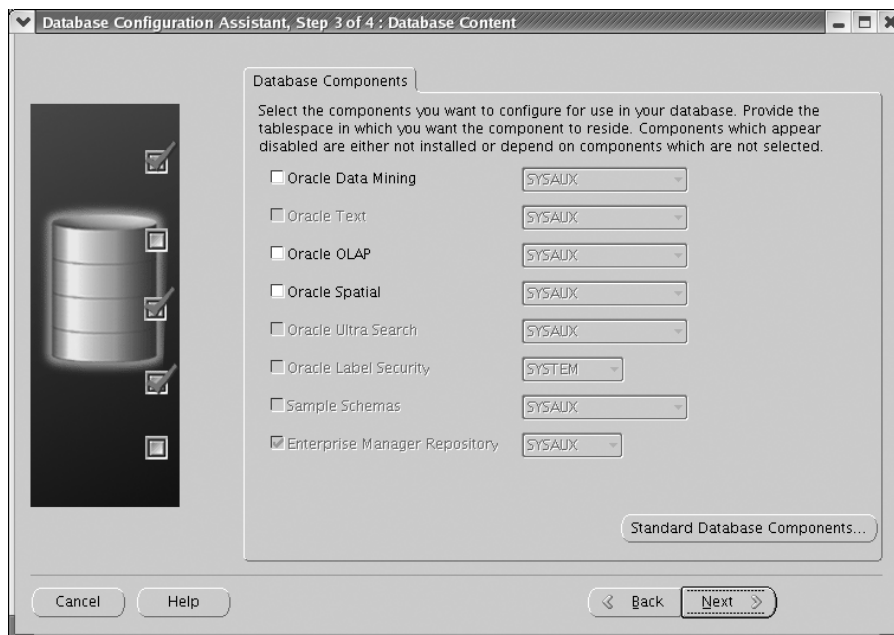 Database Configuration Assistant, Step 3 of 4 : Database Content
Database Components
Select the components you want to configure for use in your database. Provide the
tablespace in which you want the component to reside. Components which appear
disabled are either not installed or depend on components which are not selected.
Oracle Data Mining SYSAUX
Oracle Text SYSAUX
Oracle OLAP SYSAUX
Oracle Spatial SYSAUX
Oracle Ultra Search SYSAUX
Oracle Label Security SYSTEM
Sample Schemas SYSAUX
Enterprise Manager Repository SYSAUX
Standard Database Components...
Cancel Help Back Next